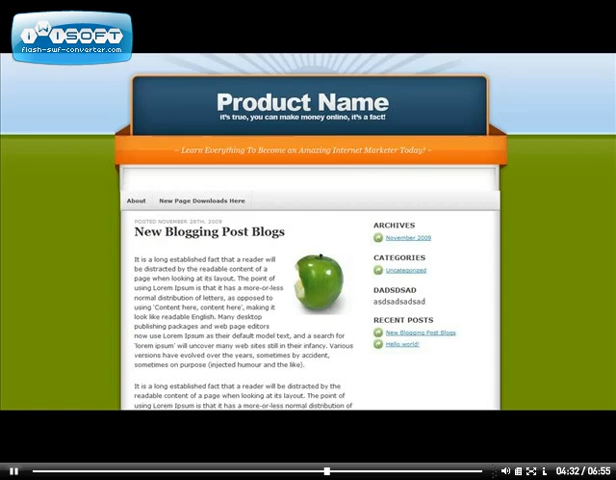 iWiSOFT
flash-swf-converter.com
Product Name
it's true, you can make money online, it's a fact!
~ Learn Everything To Become an Amazing Internet Marketer Today! ~
About
New Page Downloads Here
POSTED NOVEMBER 28TH, 2009
New Blogging Post Blogs
It is a long established fact that a reader will
be distracted by the readable content of a
page when looking at its layout. The point of
using Lorem Ipsum is that it has a more-or-less
normal distribution of letters, as opposed to
using 'Content here, content here', making it
look like readable English. Many desktop
publishing packages and web page editors
now use Lorem Ipsum as their default model text, and a search for
'lorem ipsum' will uncover many web sites still in their infancy. Various
versions have evolved over the years, sometimes by accident,
sometimes on purpose (injected humour and the like).
It is a long established fact that a reader will be distracted by the
readable content of a page when looking at its layout. The point of
using Lorem Ipsum is that it has a more-or-less normal distribution of
ARCHIVES
November 2009
CATEGORIES
Uncategorized
DADSDSAD
asdsadsadsad
RECENT POSTS
New Blogging Post Blogs
Hello world!
04:32 / 06:55